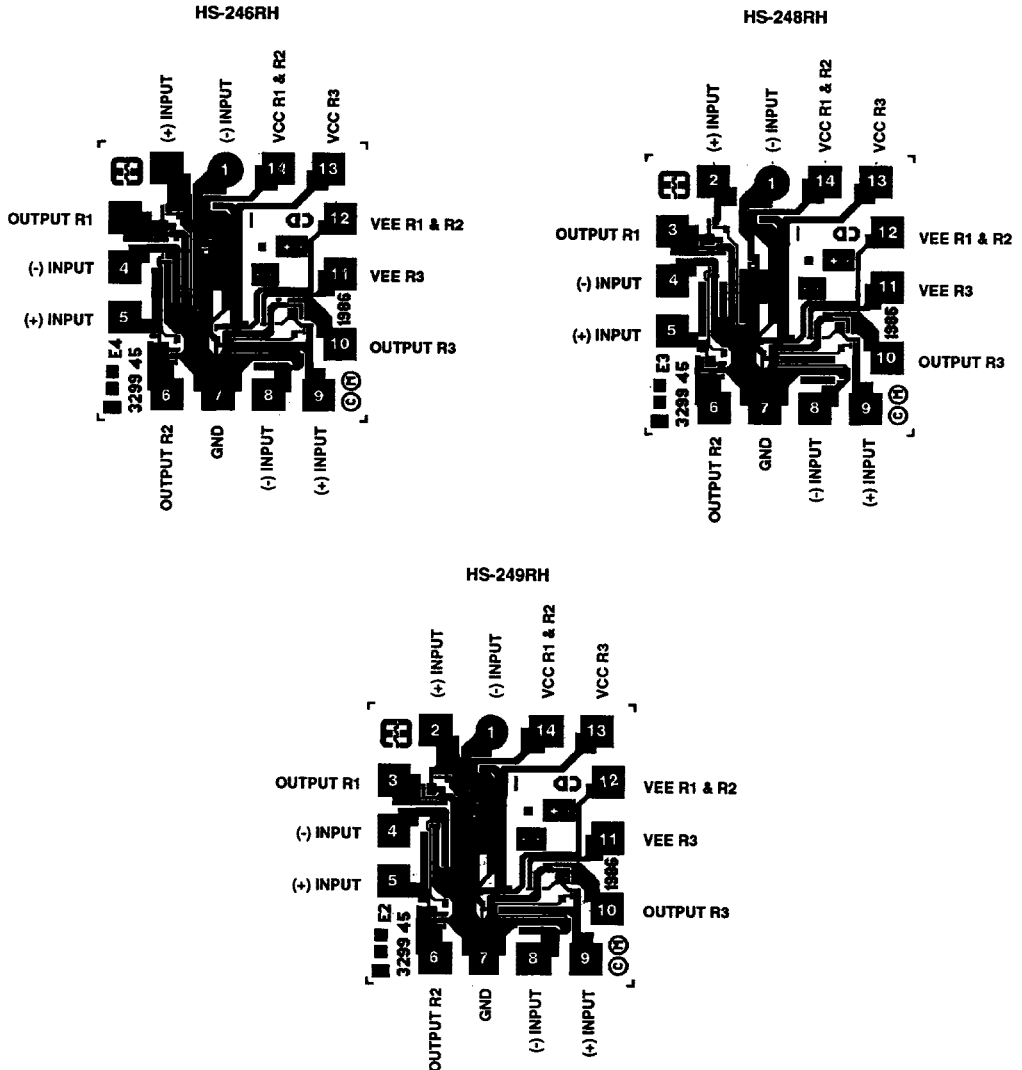 HS-246RH
(+) INPUT
(-) INPUT
VCC R1 & R2
VCC R3
1
14
13
OUTPUT R1
12
VEE R1 & R2
(-) INPUT
4
11
VEE R3
(+) INPUT
5
1986
10
OUTPUT R3
E4
3299 45
6
7
8
9
C M
OUTPUT R2
GND
(-) INPUT
(+) INPUT
HS-248RH
(+) INPUT
(-) INPUT
VCC R1 & R2
VCC R3
2
1
14
13
OUTPUT R1
3
12
VEE R1 & R2
(-) INPUT
4
11
VEE R3
(+) INPUT
5
10
OUTPUT R3
E3
3299 45
6
7
8
9
C M
OUTPUT R2
GND
(-) INPUT
(+) INPUT
HS-249RH
(+) INPUT
(-) INPUT
VCC R1 & R2
VCC R3
2
1
14
13
OUTPUT R1
3
12
VEE R1 & R2
(-) INPUT
4
11
VEE R3
(+) INPUT
5
1986
10
OUTPUT R3
E2
3299 45
6
7
8
9
C M
OUTPUT R2
GND
(-) INPUT
(+) INPUT